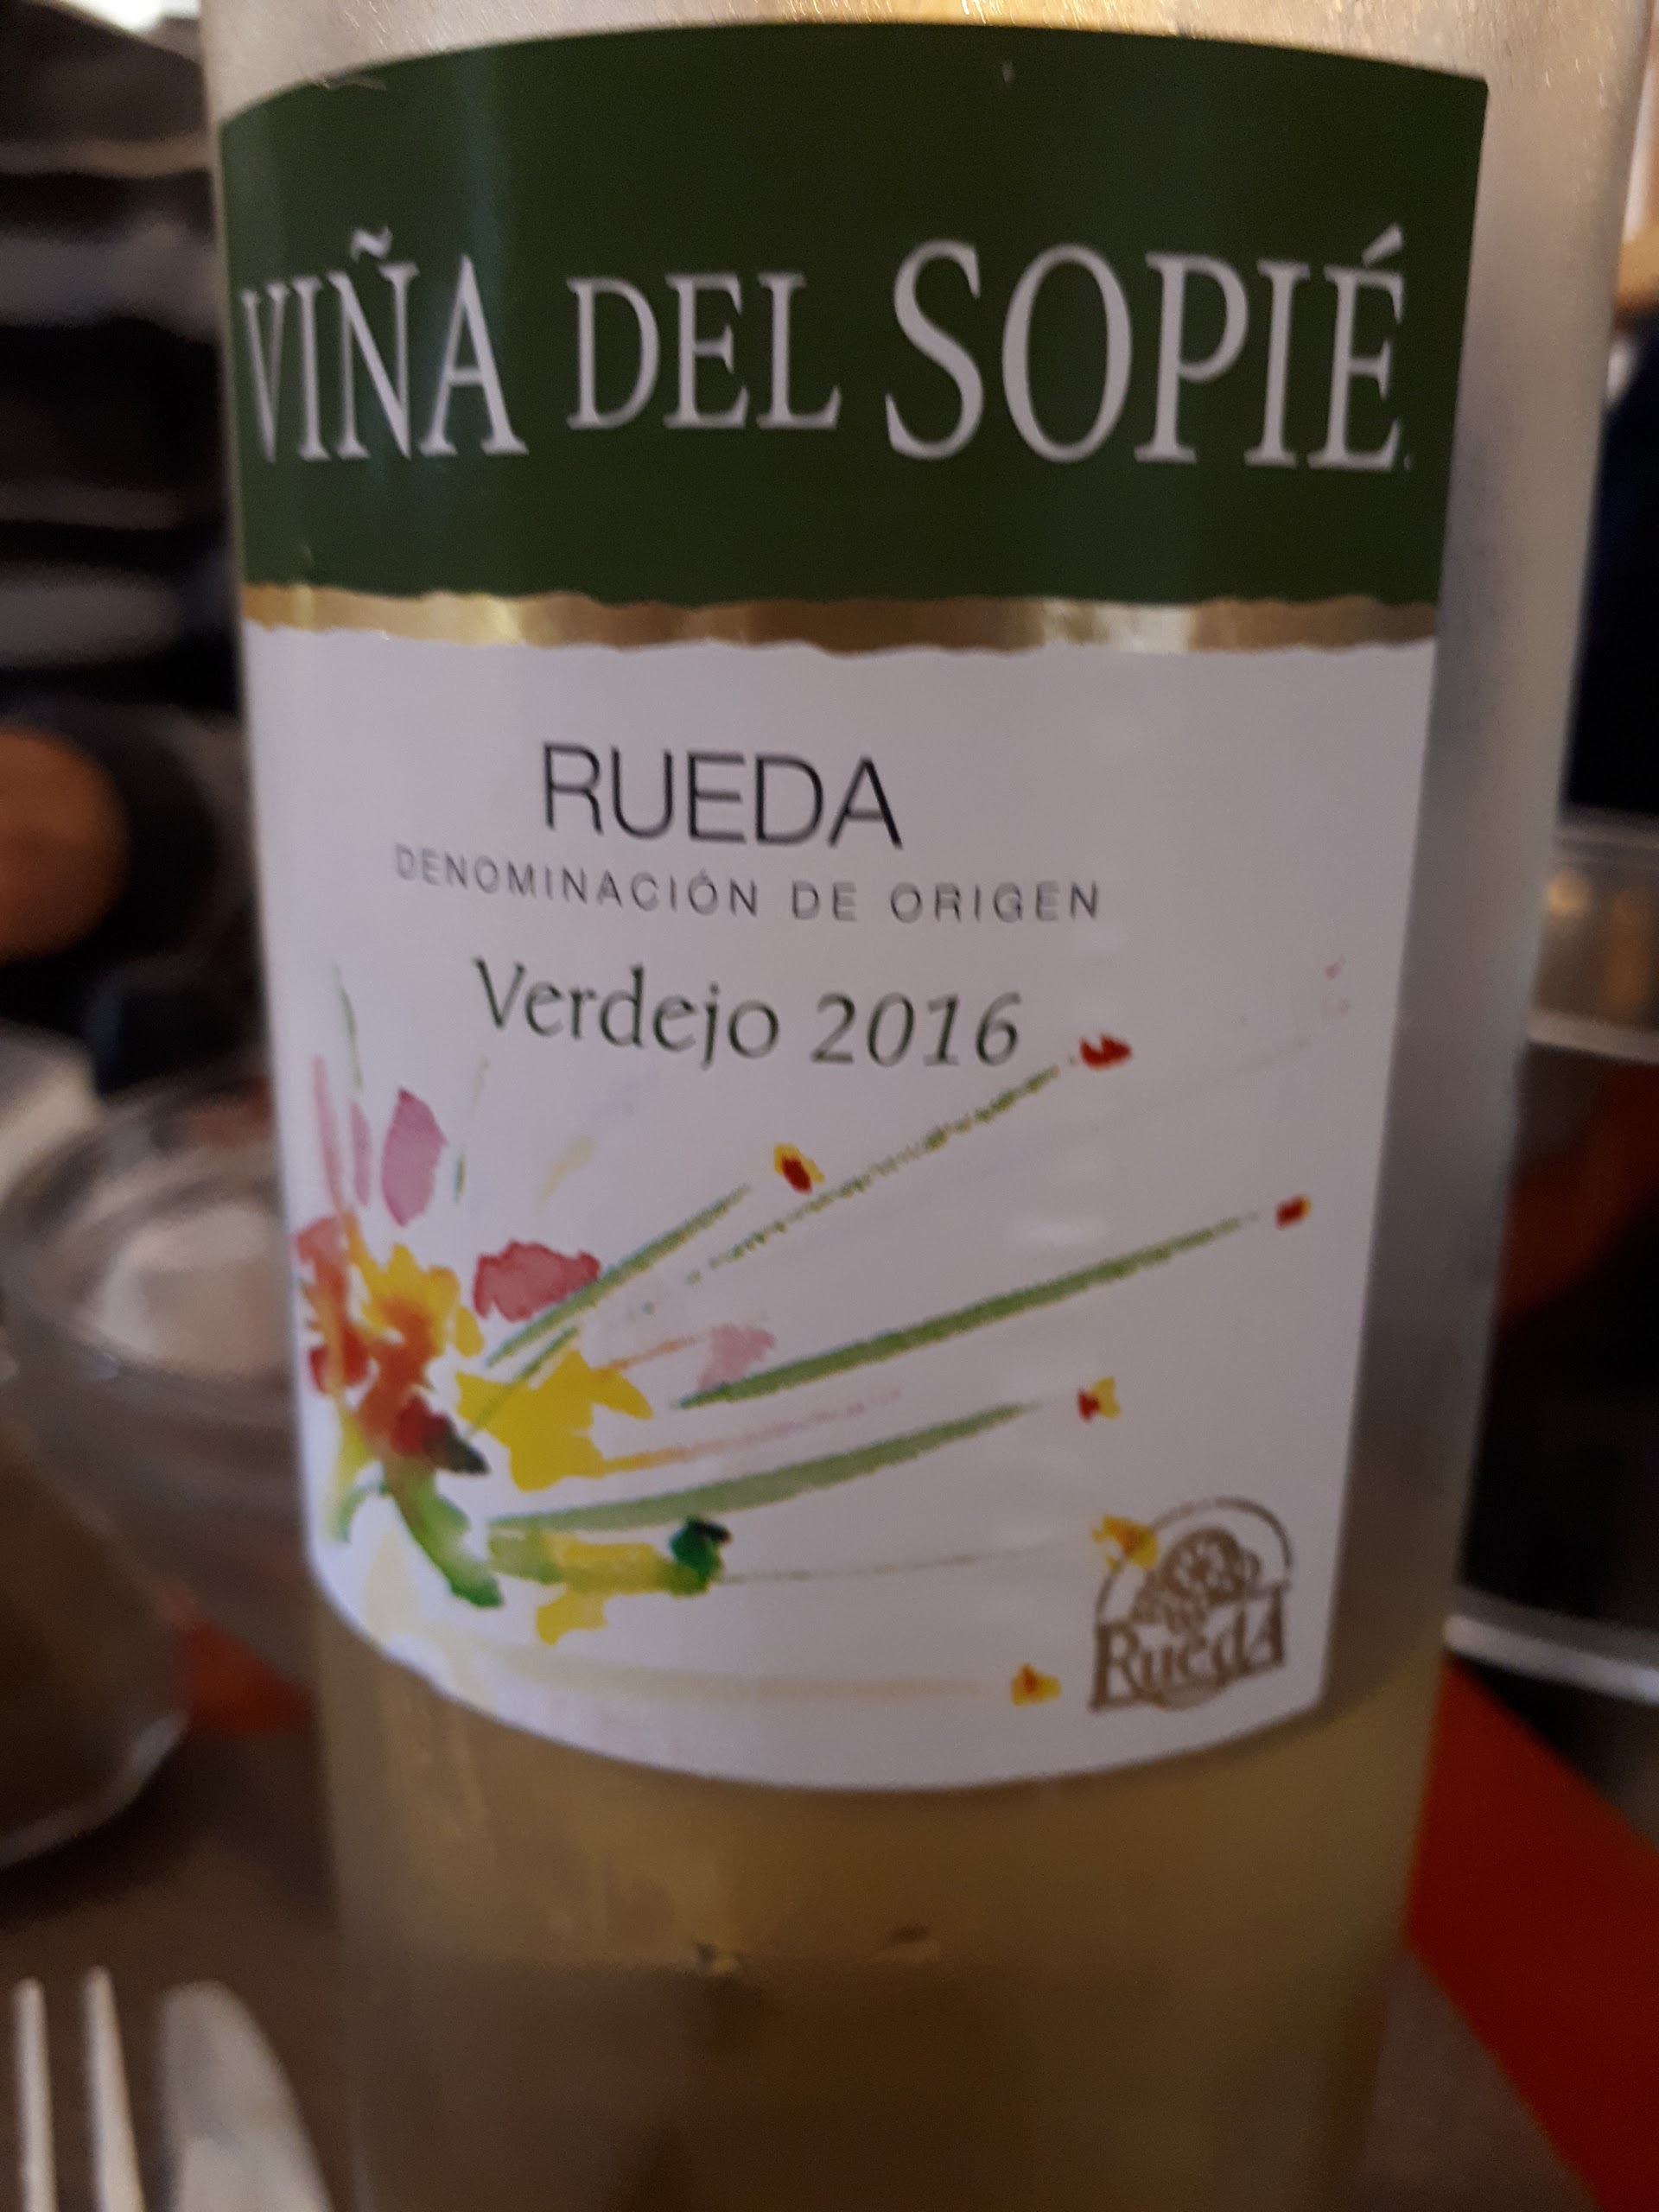 VIÑA DEL SOPIÉ
RUEDA
DENOMINACIÓN DE ORIGEN
Verdejo 2016
Rueda